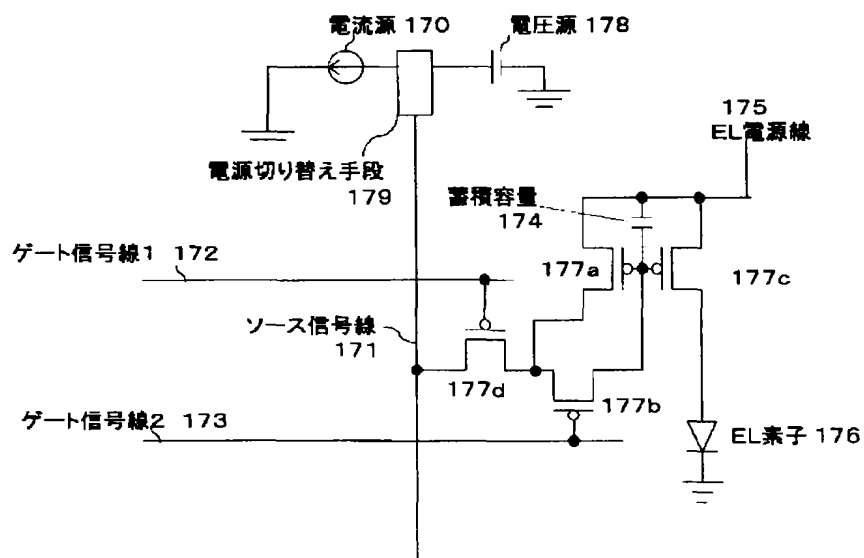 電流源 170
電圧源 178
175
EL電源線
電源切り替え手段
179
蓄積容量
174
ゲート信号線1 172
177a
177c
ソース信号線
171
177d
177b
ゲート信号線2 173
EL素子 176